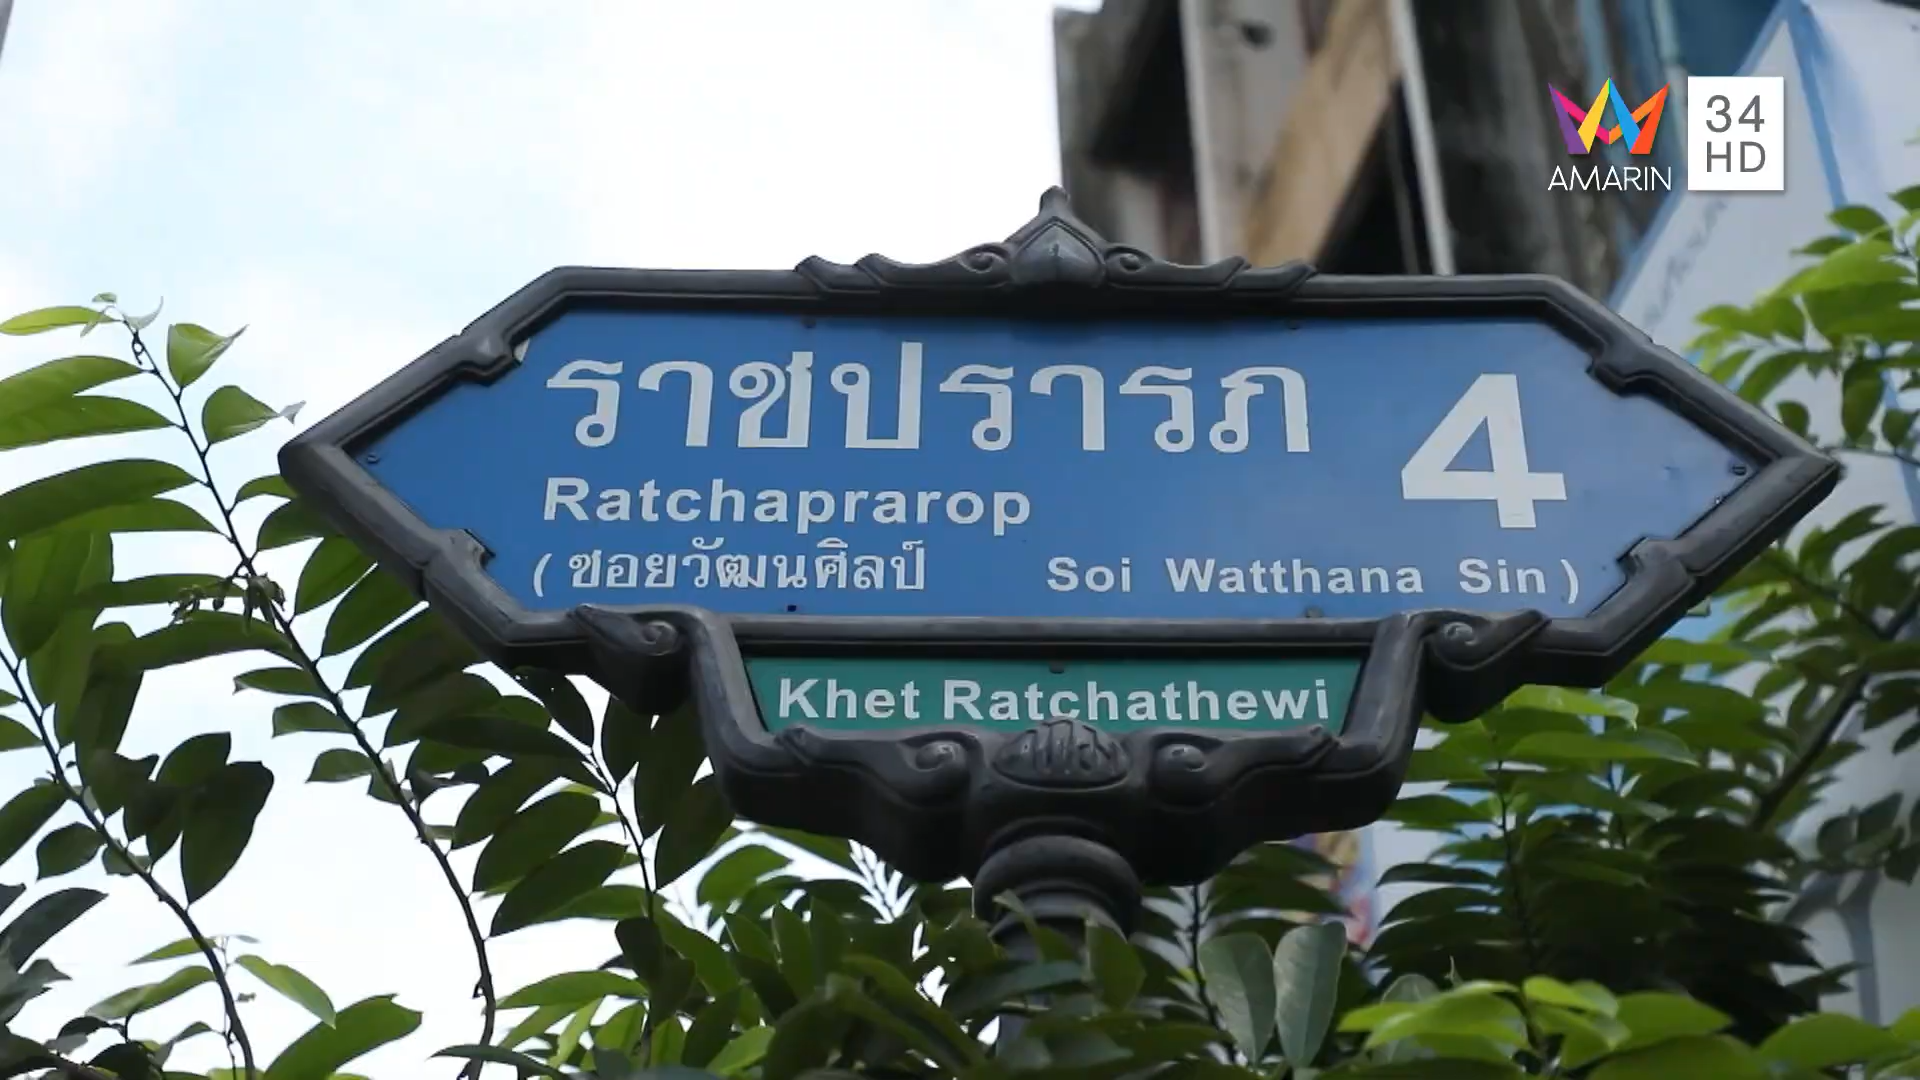 AMARIN
34
HD
ราชปรารภ 4
Ratchaprarop
( ซอยวัฒนศิลป์ Soi Watthana Sin )
Khet Ratchathewi